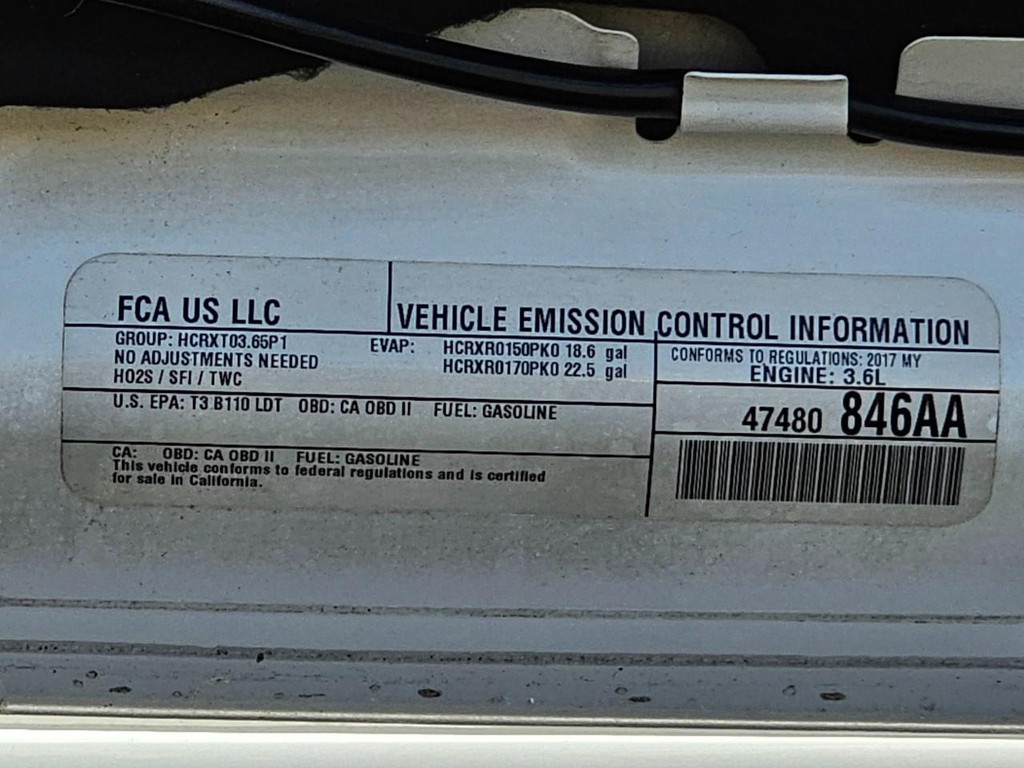 FCA US LLC
VEHICLE EMISSION CONTROL INFORMATION
GROUP: HCRXT03.65P1
NO ADJUSTMENTS NEEDED
HO2S / SFI / TWC
EVAP: HCRXR0150PK0 18.6 gal
HCRXR0170PK0 22.5 gal
CONFORMS TO REGULATIONS: 2017 MY
ENGINE: 3.6L
U.S. EPA: T3 B110 LDT OBD: CA OBD II FUEL: GASOLINE
47480 846AA
CA: OBD: CA OBD II FUEL: GASOLINE
This vehicle conforms to federal regulations and is certified
for sale in California.